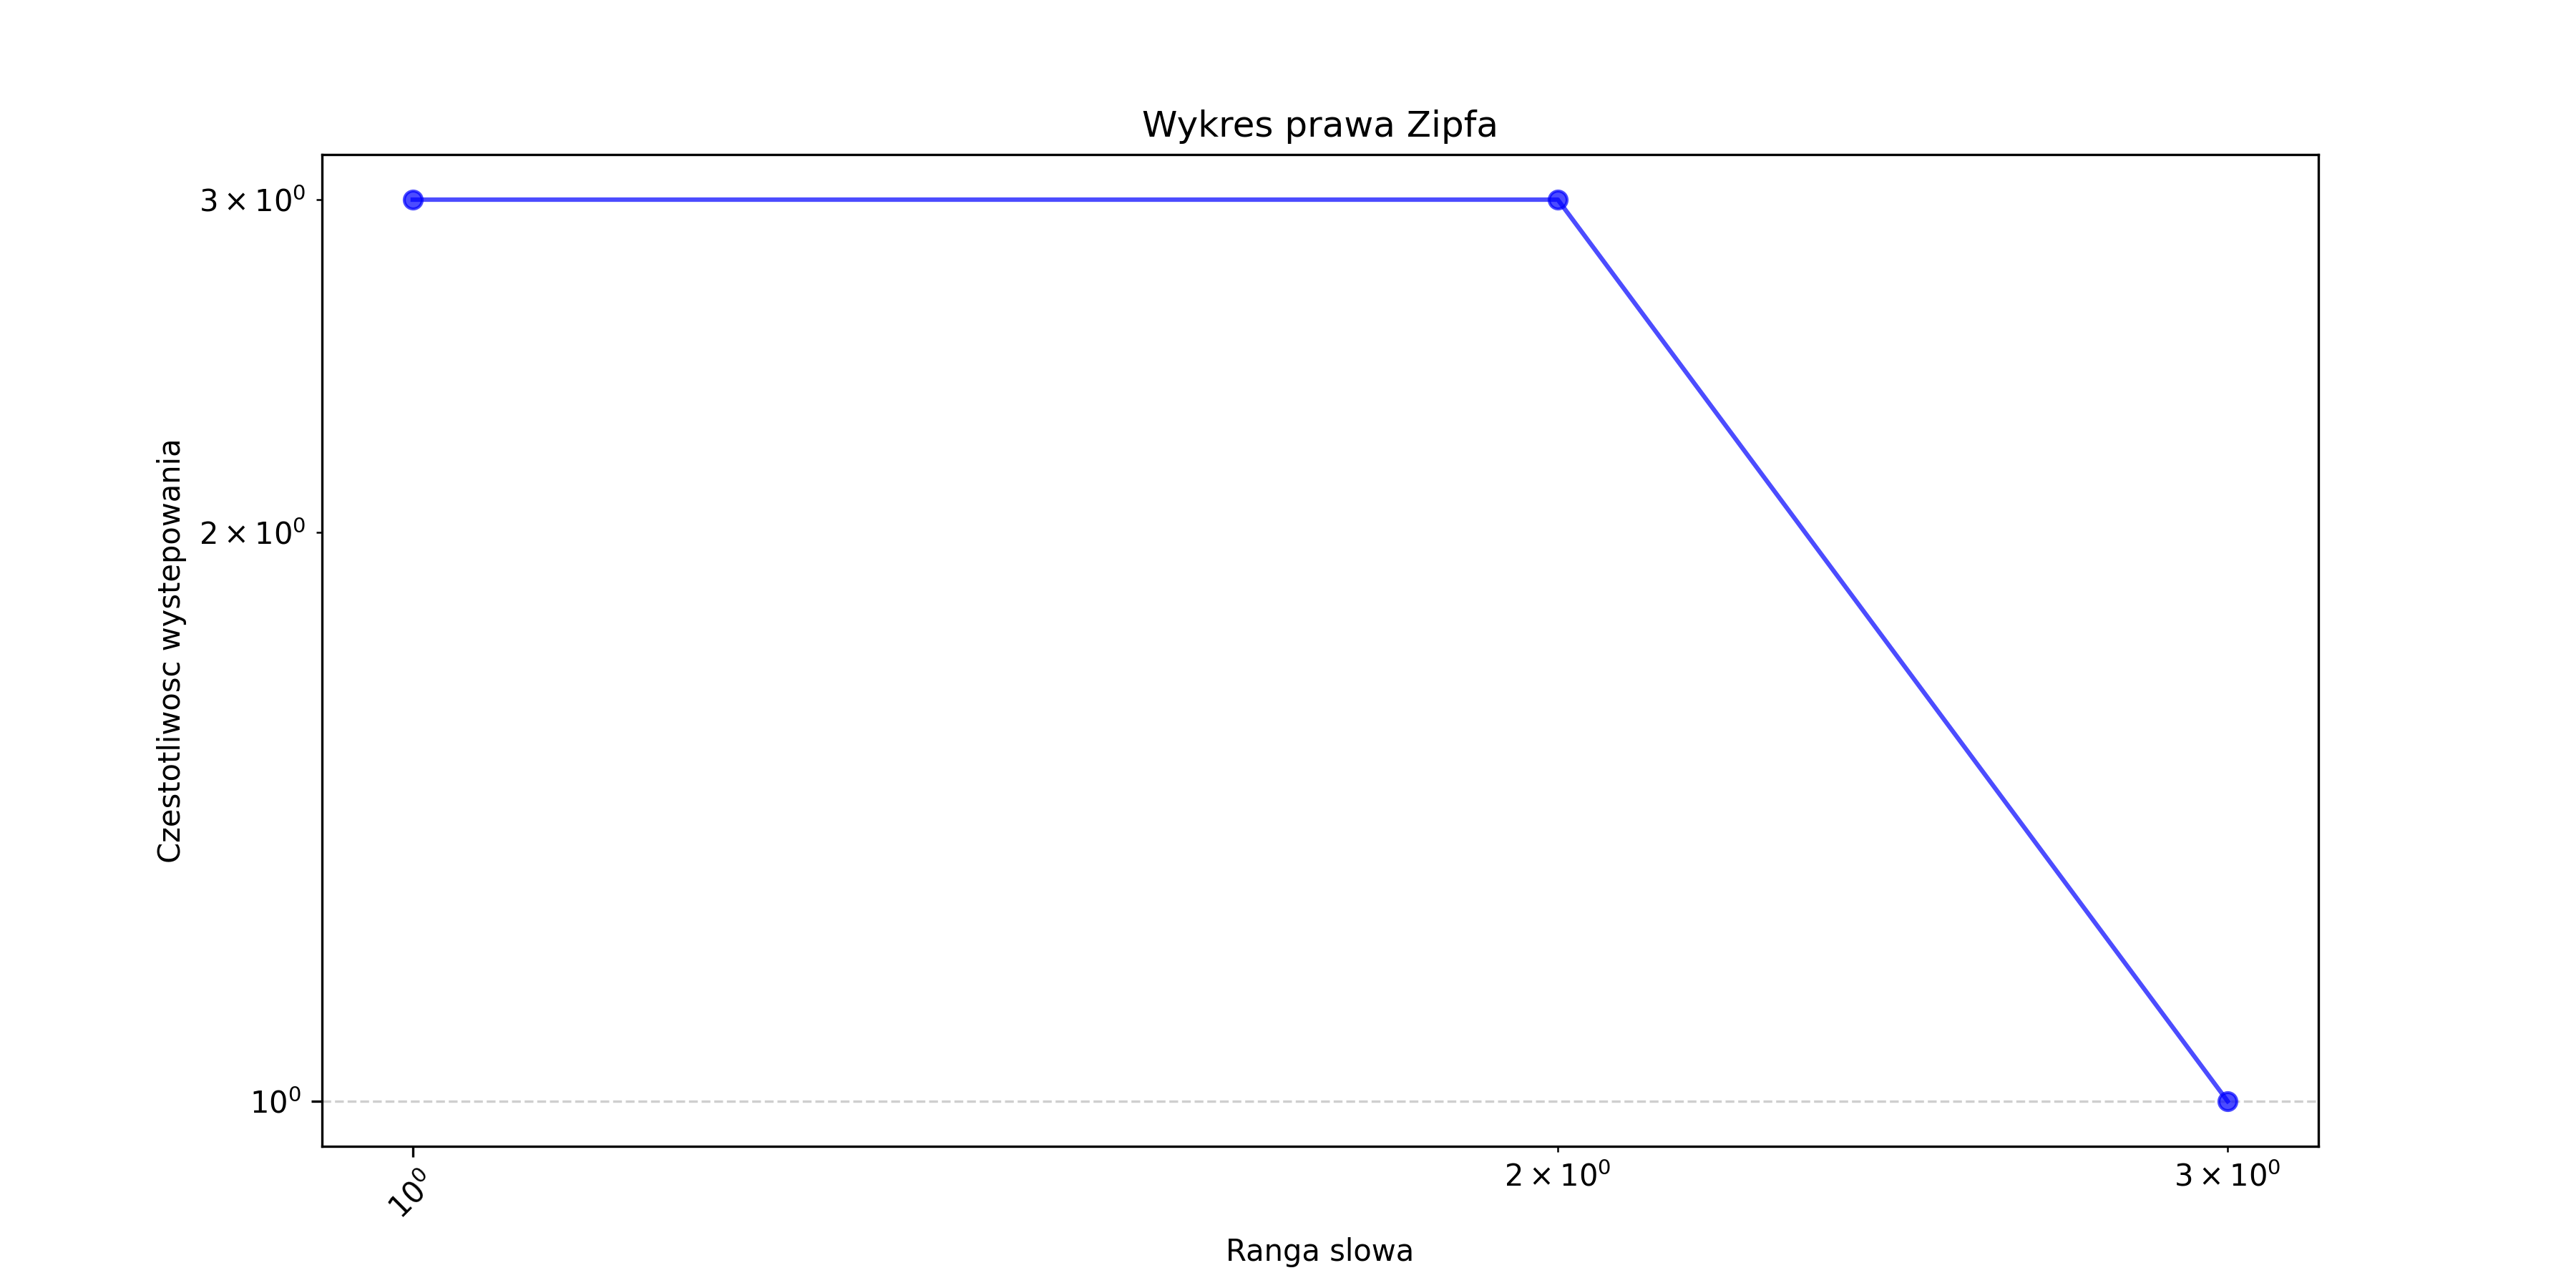 Wykres prawa Zipfa
3 × 10⁰
2 × 10⁰
10⁰
Czestotliwosc wystepowania
10⁰
2 × 10⁰
3 × 10⁰
Ranga slowa